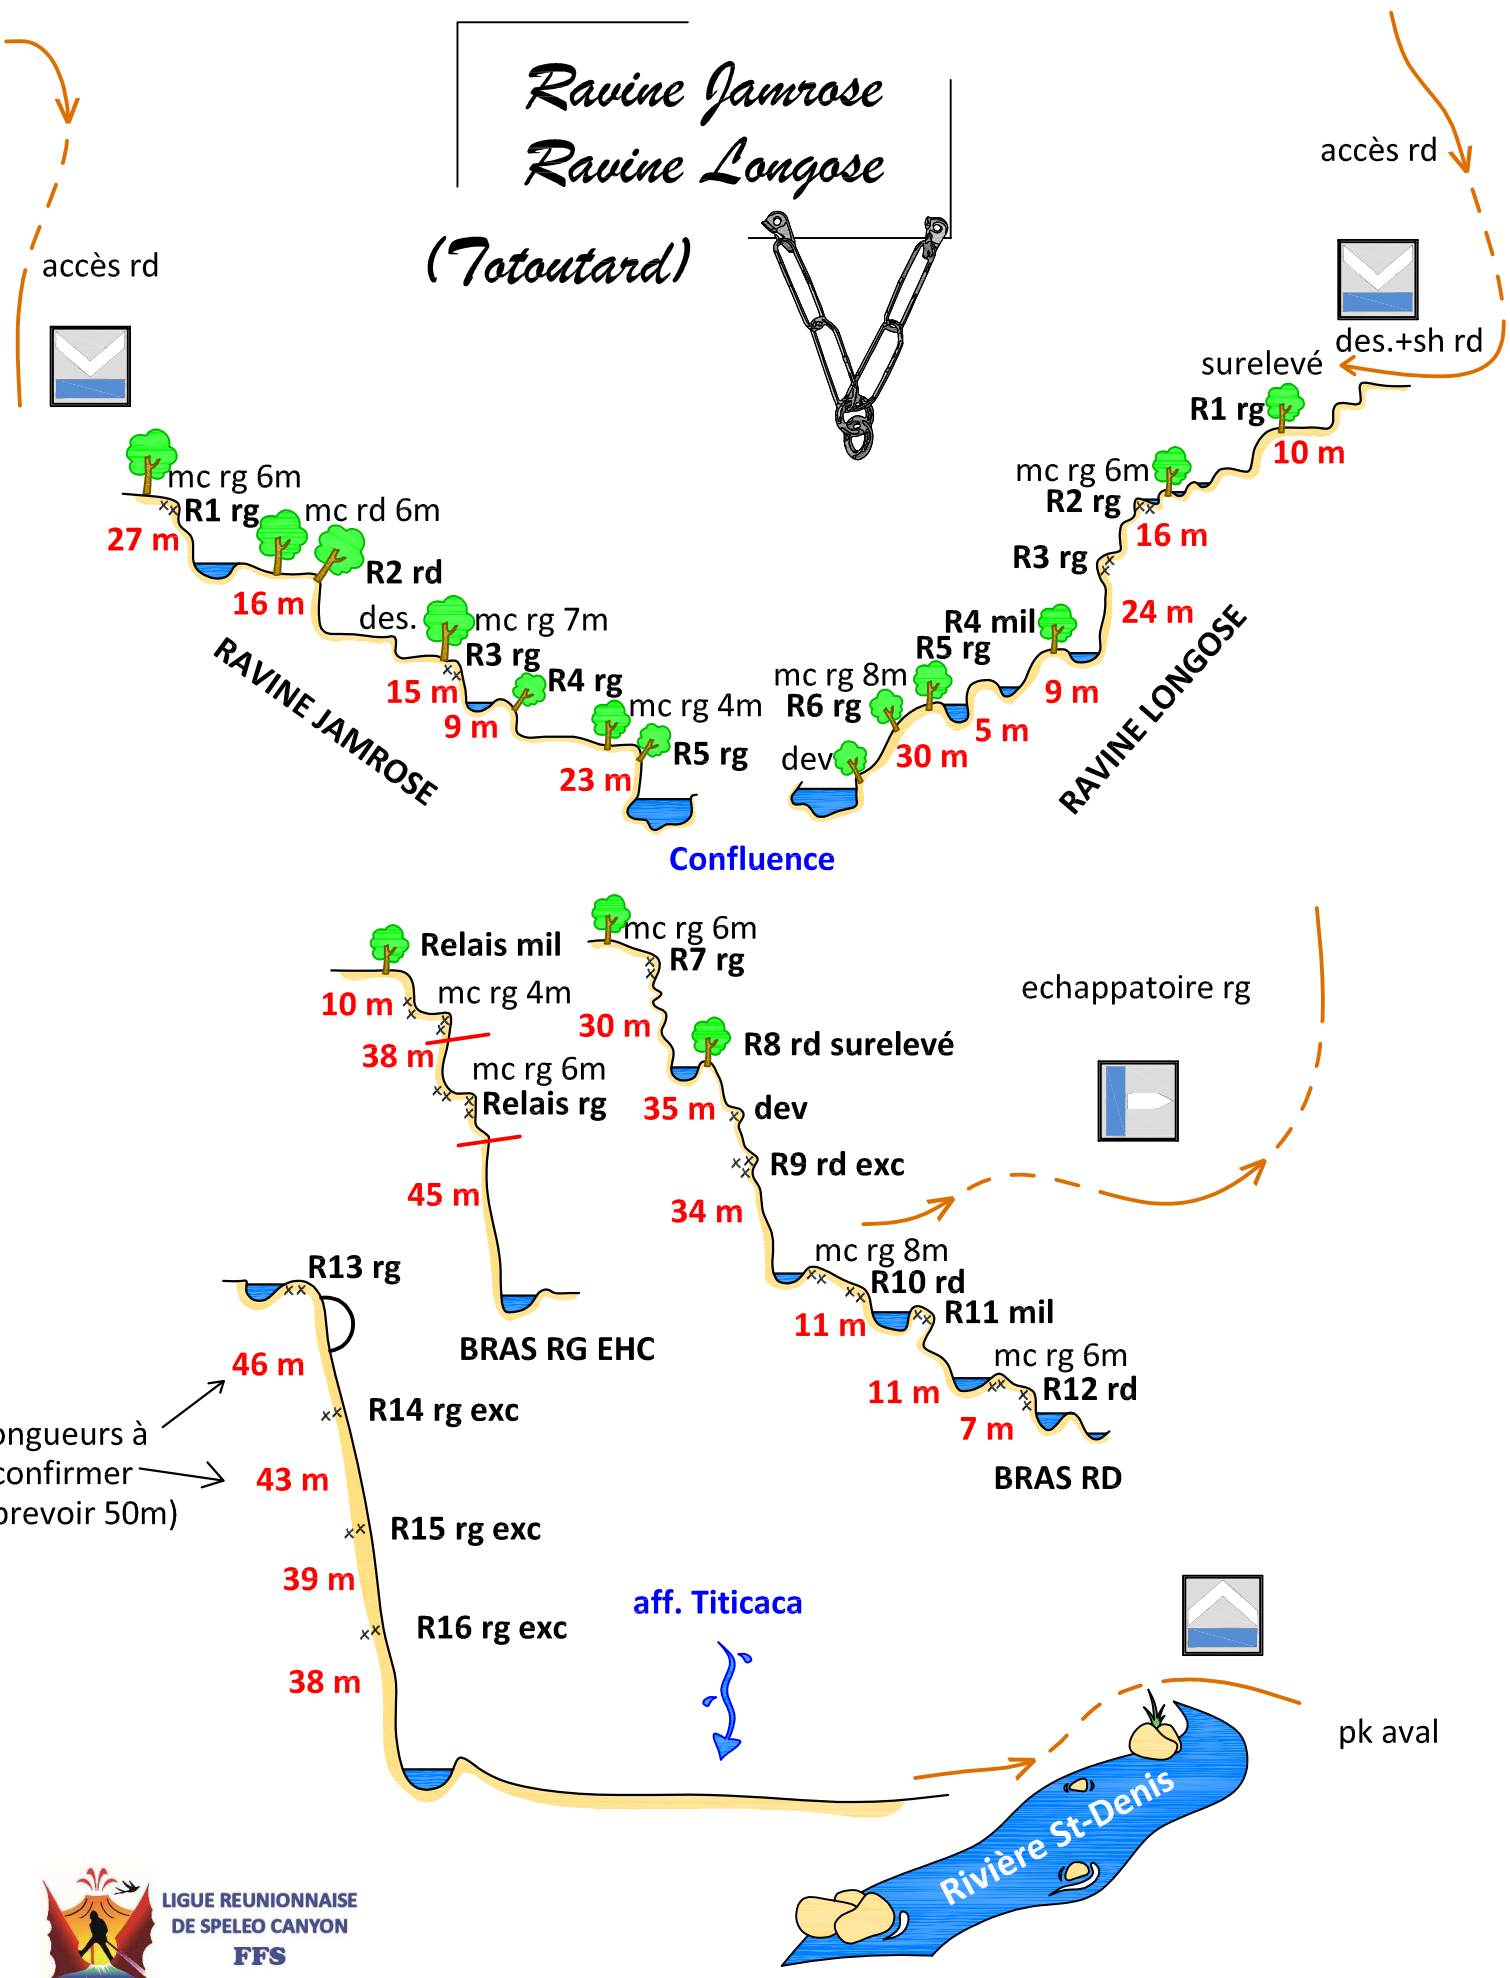 Ravine Jamrose
Ravine Longose
(Totoutard)
accès rd
accès rd
des.+sh rd
surelevé
R1 rg
10 m
mc rg 6m
R2 rg
16 m
R3 rg
24 m
R4 mil
R5 rg
9 m
mc rg 8m
R6 rg
5 m
30 m
dev
RAVINE LONGOSE
mc rg 6m
R1 rg
27 m
mc rd 6m
R2 rd
16 m
des.
mc rg 7m
R3 rg
15 m
R4 rg
9 m
mc rg 4m
R5 rg
23 m
RAVINE JAMROSE
Confluence
Relais mil
10 m
mc rg 4m
38 m
mc rg 6m
Relais rg
45 m
BRAS RG EHC
mc rg 6m
R7 rg
30 m
R8 rd surelevé
35 m
dev
R9 rd exc
34 m
echappatoire rg
mc rg 8m
R10 rd
11 m
R11 mil
11 m
mc rg 6m
R12 rd
7 m
BRAS RD
R13 rg
46 m
R14 rg exc
ongueurs à
confirmer
prevoir 50m)
43 m
R15 rg exc
39 m
R16 rg exc
38 m
aff. Titicaca
pk aval
Rivière St-Denis
LIGUE REUNIONNAISE
DE SPELEO CANYON
FFS